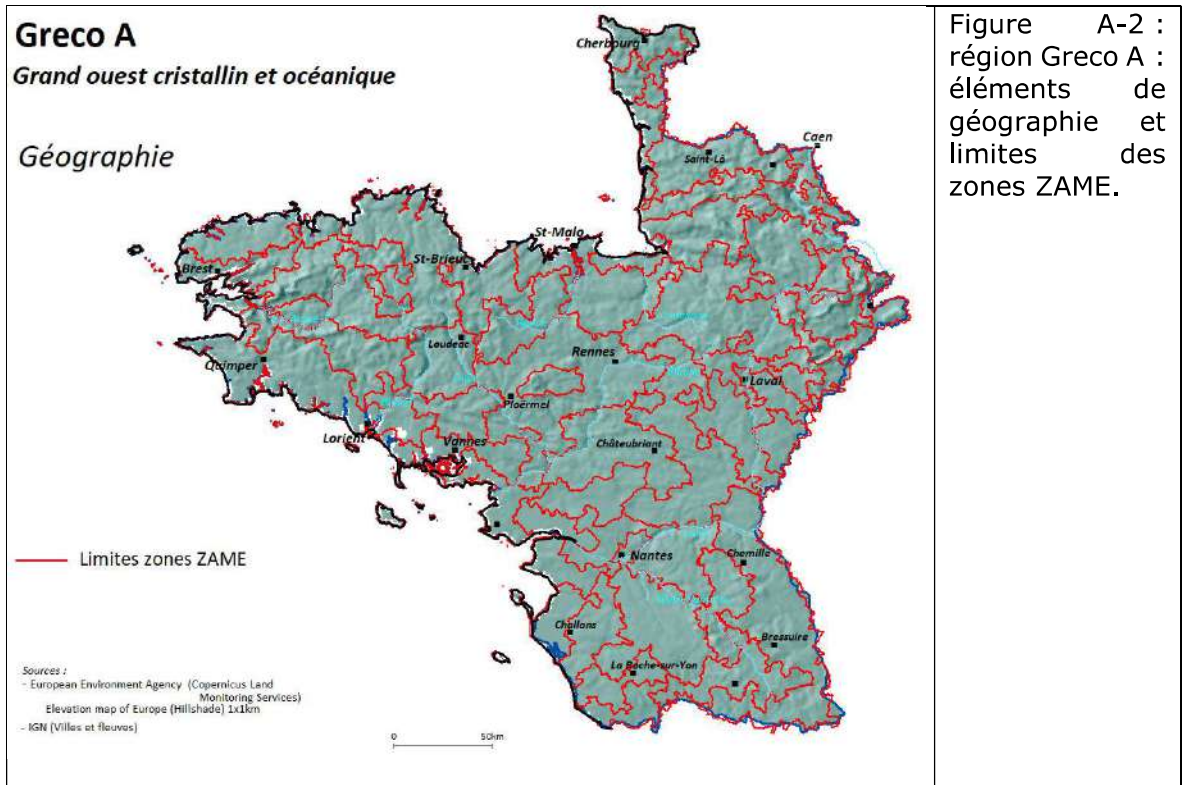 Greco A
Grand ouest cristallin et océanique
Géographie
Cherbourg
Caen
Saint-Lô
St-Malo
St-Brieuc
Brest
Loudeac
Rennes
Quimper
Laval
Ploërmel
Lorient
Vannes
Châteubriant
Nantes
Chemille
Challans
Bressuire
La Roche-sur-Yon
Limites zones ZAME
Sources :
- European Environment Agency (Copernicus Land
Monitoring Services)
Elevation map of Europe (Hillshade) 1x1km
- IGN (Villes et fleuves)
0 50km
Figure A-2 :
région Greco A :
éléments de
géographie et
limites des
zones ZAME.